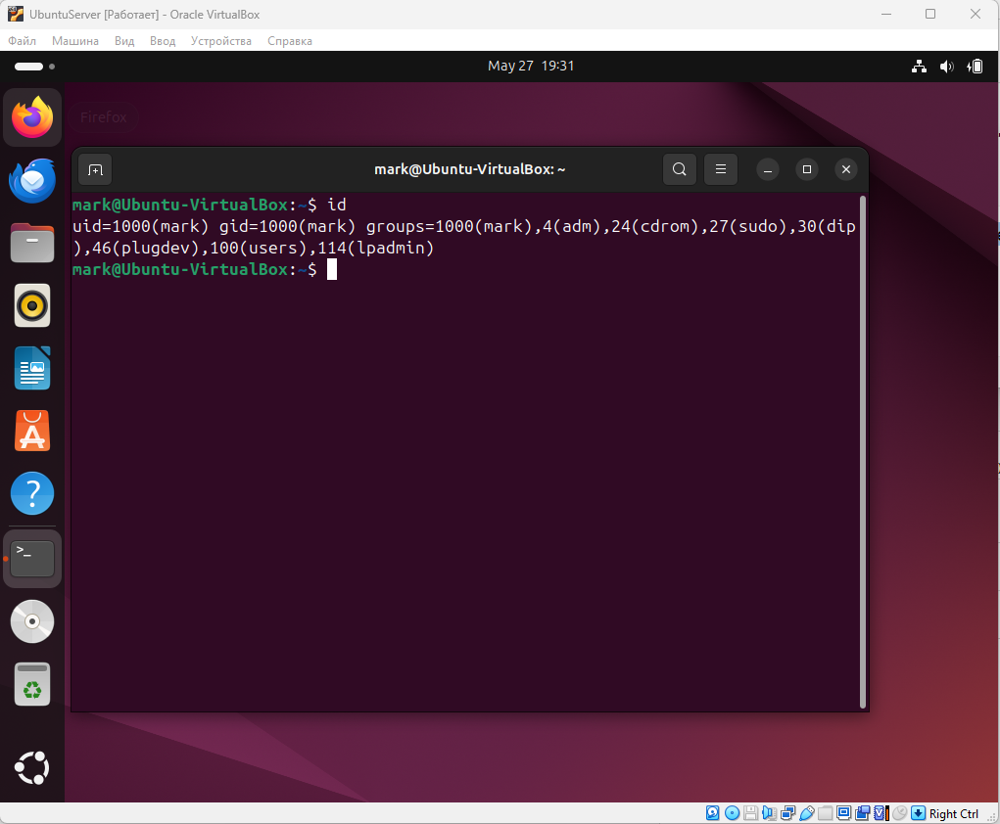 UbuntuServer [Работает] - Oracle VirtualBox
Файл Машина Вид Ввод Устройства Справка
May 27 19:31
Firefox
mark@Ubuntu-VirtualBox: ~
mark@Ubuntu-VirtualBox:~$ id
uid=1000(mark) gid=1000(mark) groups=1000(mark),4(adm),24(cdrom),27(sudo),30(dip
),46(plugdev),100(users),114(lpadmin)
mark@Ubuntu-VirtualBox:~$
Right Ctrl